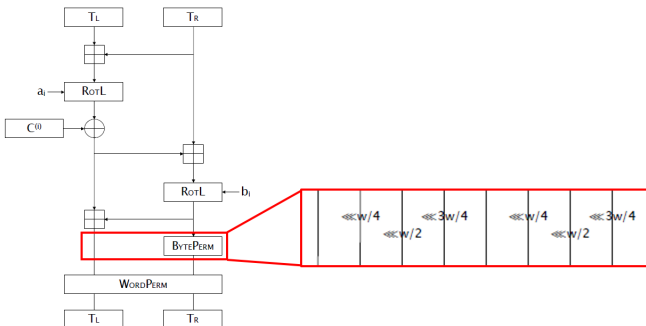 TL TR
aᵢ ROTL
C⁽ⁱ⁾
ROTL bᵢ
⋘w/4 ⋘3w/4 ⋘w/4 ⋘3w/4
⋘w/2 ⋘w/2
BYTEPERM
WORDPERM
TL TR